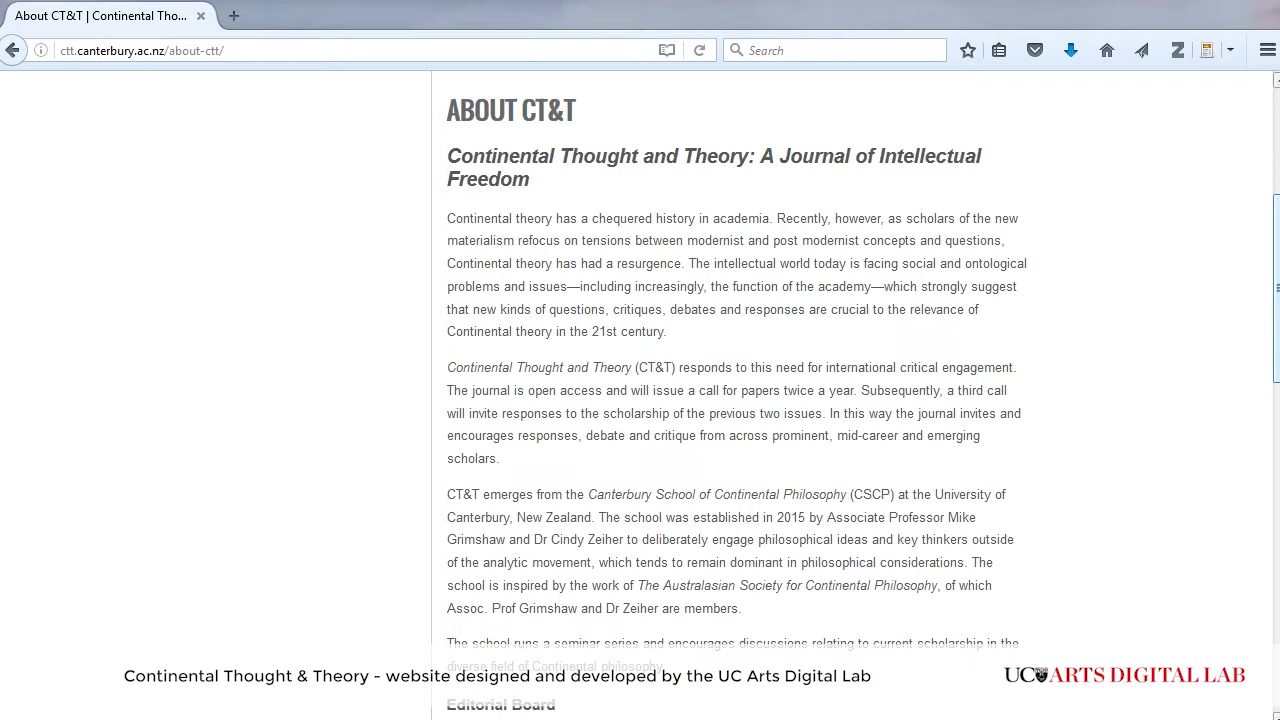 About CT&T | Continental Tho...
ctt.canterbury.ac.nz/about-ctt/
Search
ABOUT CT&T
Continental Thought and Theory: A Journal of Intellectual
Freedom
Continental theory has a chequered history in academia. Recently, however, as scholars of the new
materialism refocus on tensions between modernist and post modernist concepts and questions,
Continental theory has had a resurgence. The intellectual world today is facing social and ontological
problems and issues—including increasingly, the function of the academy—which strongly suggest
that new kinds of questions, critiques, debates and responses are crucial to the relevance of
Continental theory in the 21st century.
Continental Thought and Theory (CT&T) responds to this need for international critical engagement.
The journal is open access and will issue a call for papers twice a year. Subsequently, a third call
will invite responses to the scholarship of the previous two issues. In this way the journal invites and
encourages responses, debate and critique from across prominent, mid-career and emerging
scholars.
CT&T emerges from the Canterbury School of Continental Philosophy (CSCP) at the University of
Canterbury, New Zealand. The school was established in 2015 by Associate Professor Mike
Grimshaw and Dr Cindy Zeiher to deliberately engage philosophical ideas and key thinkers outside
of the analytic movement, which tends to remain dominant in philosophical considerations. The
school is inspired by the work of The Australasian Society for Continental Philosophy, of which
Assoc. Prof Grimshaw and Dr Zeiher are members.
The school runs a seminar series and encourages discussions relating to current scholarship in the
diverse field of Continental philosophy.
Continental Thought & Theory - website designed and developed by the UC Arts Digital Lab
UC ARTS DIGITAL LAB
Editorial Board